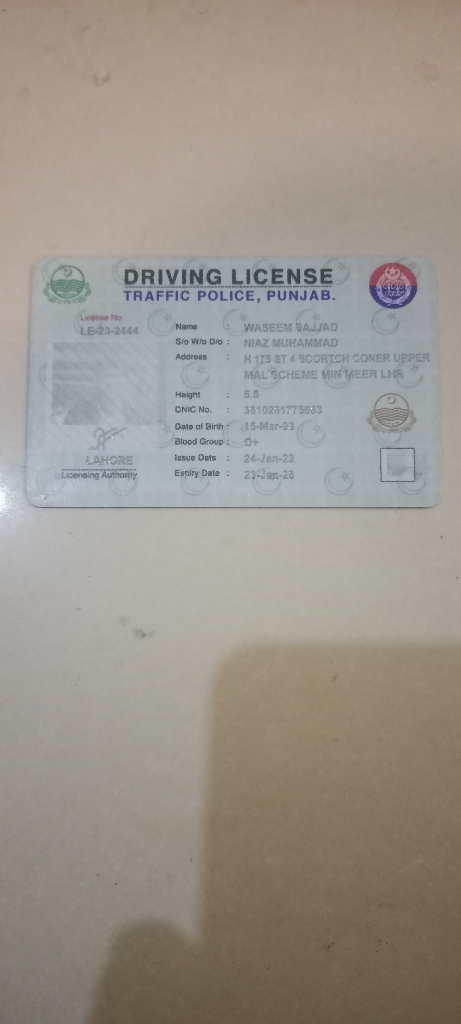 DRIVING LICENSE
TRAFFIC POLICE, PUNJAB.
License No.
LE-23-2444
Name : WASEEM SAJJAD
S/o W/o D/o : NIAZ MUHAMMAD
Address : H 175 ST 4 SCORTCH CONER UPPER
MAL SCHEME MIN MEER LHR
Height : 5.5
CNIC No. :
Date of Birth :
Blood Group : O+
Issue Date : 24-Jan-23
Expiry Date :
LAHORE
Licensing Authority